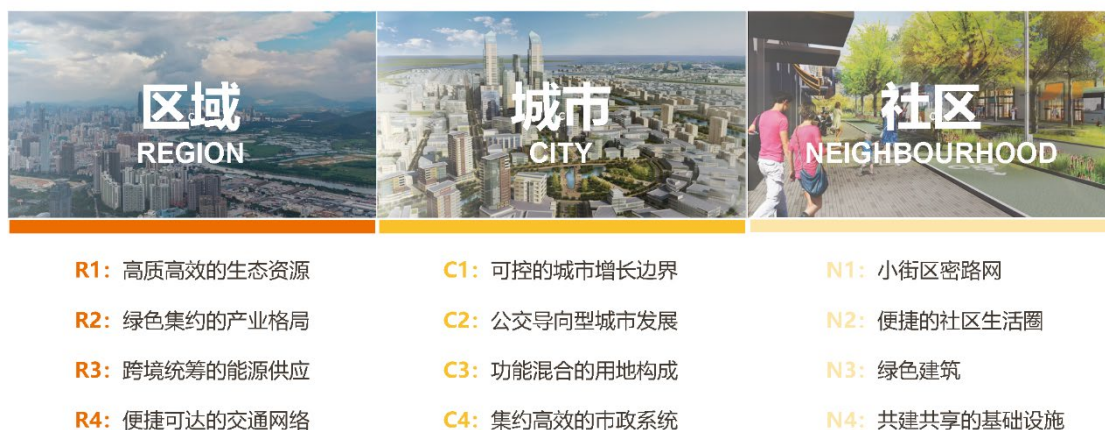 区域
REGION
城市
CITY
社区
NEIGHBOURHOOD
R1：高质高效的生态资源
R2：绿色集约的产业格局
R3：跨境统筹的能源供应
R4：便捷可达的交通网络
C1：可控的城市增长边界
C2：公交导向型城市发展
C3：功能混合的用地构成
C4：集约高效的市政系统
N1：小街区密路网
N2：便捷的社区生活圈
N3：绿色建筑
N4：共建共享的基础设施